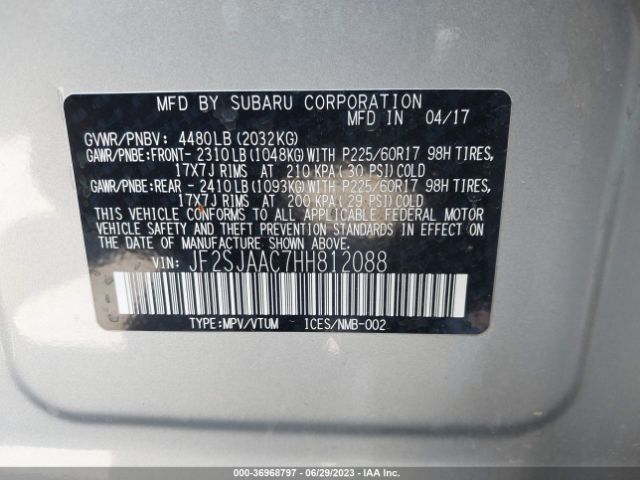 MFD BY SUBARU CORPORATION
MFD IN 04/17
GVWR/PNBV: 4480LB (2032KG)
GAWR/PNBE:FRONT- 2310LB (1048KG) WITH P225/60R17 98H TIRES,
17X7J RIMS AT 210 KPA ( 30 PSI) COLD
GAWR/PNBE:REAR - 2410LB (1093KG) WITH P225/60R17 98H TIRES,
17X7J RIMS AT 200 KPA ( 29 PSI) COLD
THIS VEHICLE CONFORMS TO ALL APPLICABLE FEDERAL MOTOR
VEHICLE SAFETY AND THEFT PREVENTION STANDARDS IN
EFFECT ON THE DATE OF MANUFACTURE SHOWN ABOVE.
VIN: JF2SJAAC7HH812088
TYPE:MPV/VTUM ICES/NMB-002
000-36968797 - 06/29/2023 - IAA Inc.